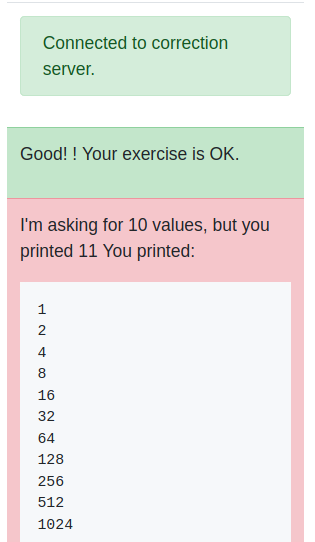 Connected to correction
server.
Good! ! Your exercise is OK.
I'm asking for 10 values, but you
printed 11 You printed:
1
2
4
8
16
32
64
128
256
512
1024